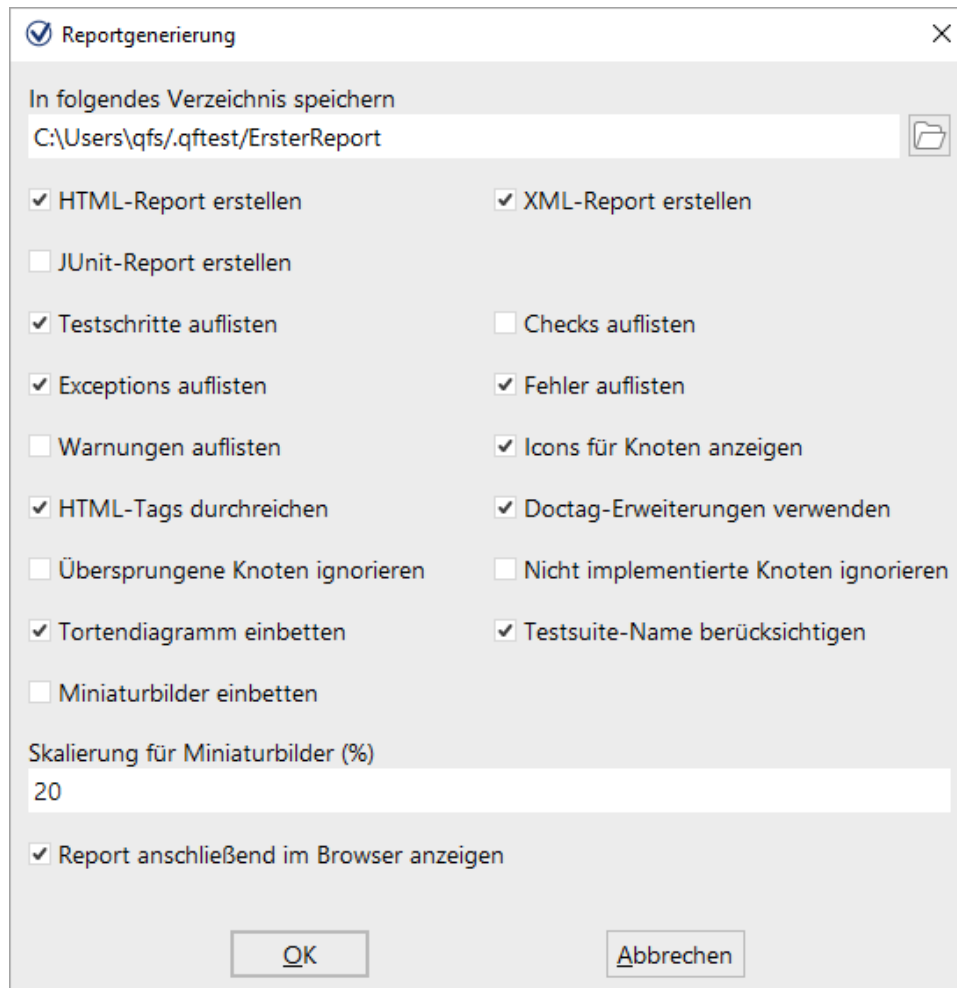 Reportgenerierung
In folgendes Verzeichnis speichern
C:\Users\qfs/.qftest/ErsterReport
HTML-Report erstellen XML-Report erstellen
JUnit-Report erstellen
Testschritte auflisten Checks auflisten
Exceptions auflisten Fehler auflisten
Warnungen auflisten Icons für Knoten anzeigen
HTML-Tags durchreichen Doctag-Erweiterungen verwenden
Übersprungene Knoten ignorieren Nicht implementierte Knoten ignorieren
Tortendiagramm einbetten Testsuite-Name berücksichtigen
Miniaturbilder einbetten
Skalierung für Miniaturbilder (%)
20
Report anschließend im Browser anzeigen
OK Abbrechen